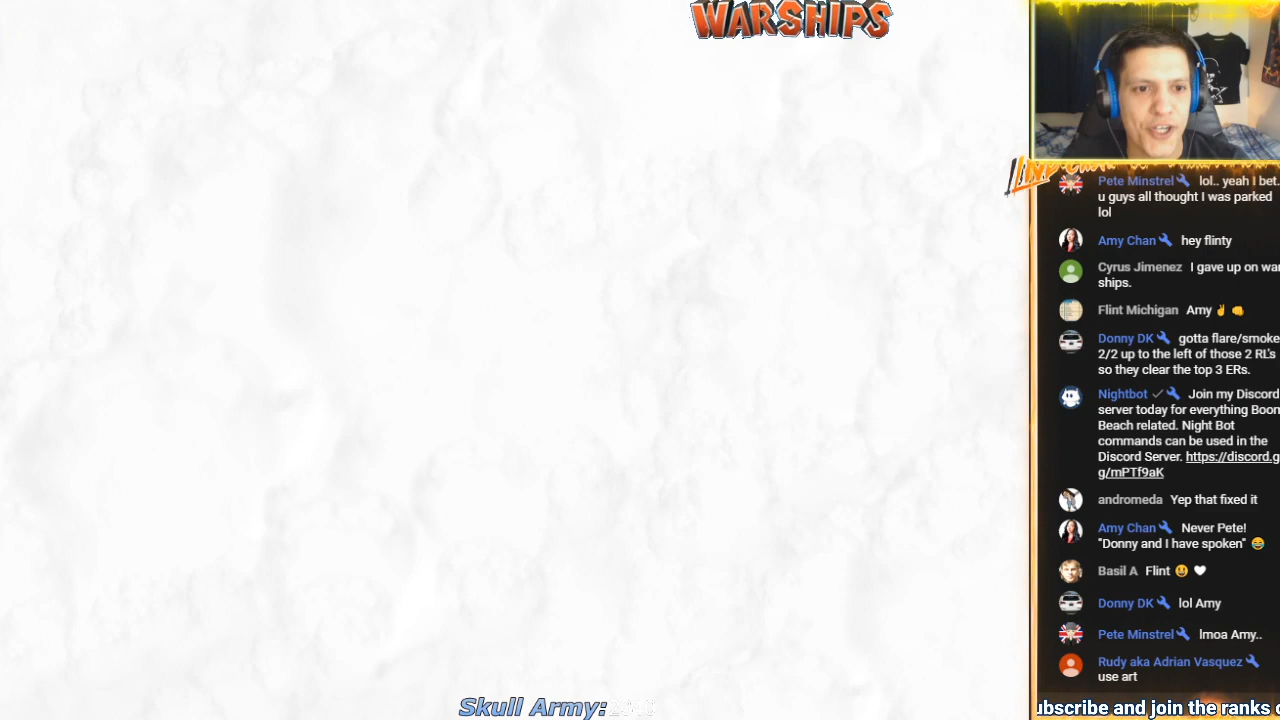 WARSHIPS
Pete Minstrel lol.. yeah I bet.
u guys all thought I was parked
lol
Amy Chan hey flinty
Cyrus Jimenez I gave up on war
ships.
Flint Michigan Amy ✌️ 👊
Donny DK gotta flare/smoke
2/2 up to the left of those 2 RL's
so they clear the top 3 ERs.
Nightbot Join my Discord
server today for everything Boom
Beach related. Night Bot
commands can be used in the
Discord Server. https://discord.g
g/mPTf9aK
andromeda Yep that fixed it
Amy Chan Never Pete!
"Donny and I have spoken" 😂
Basil A Flint 😃 🤍
Donny DK lol Amy
Pete Minstrel lmoa Amy..
Rudy aka Adrian Vasquez
use art
Skull Army:
ubscribe and join the ranks